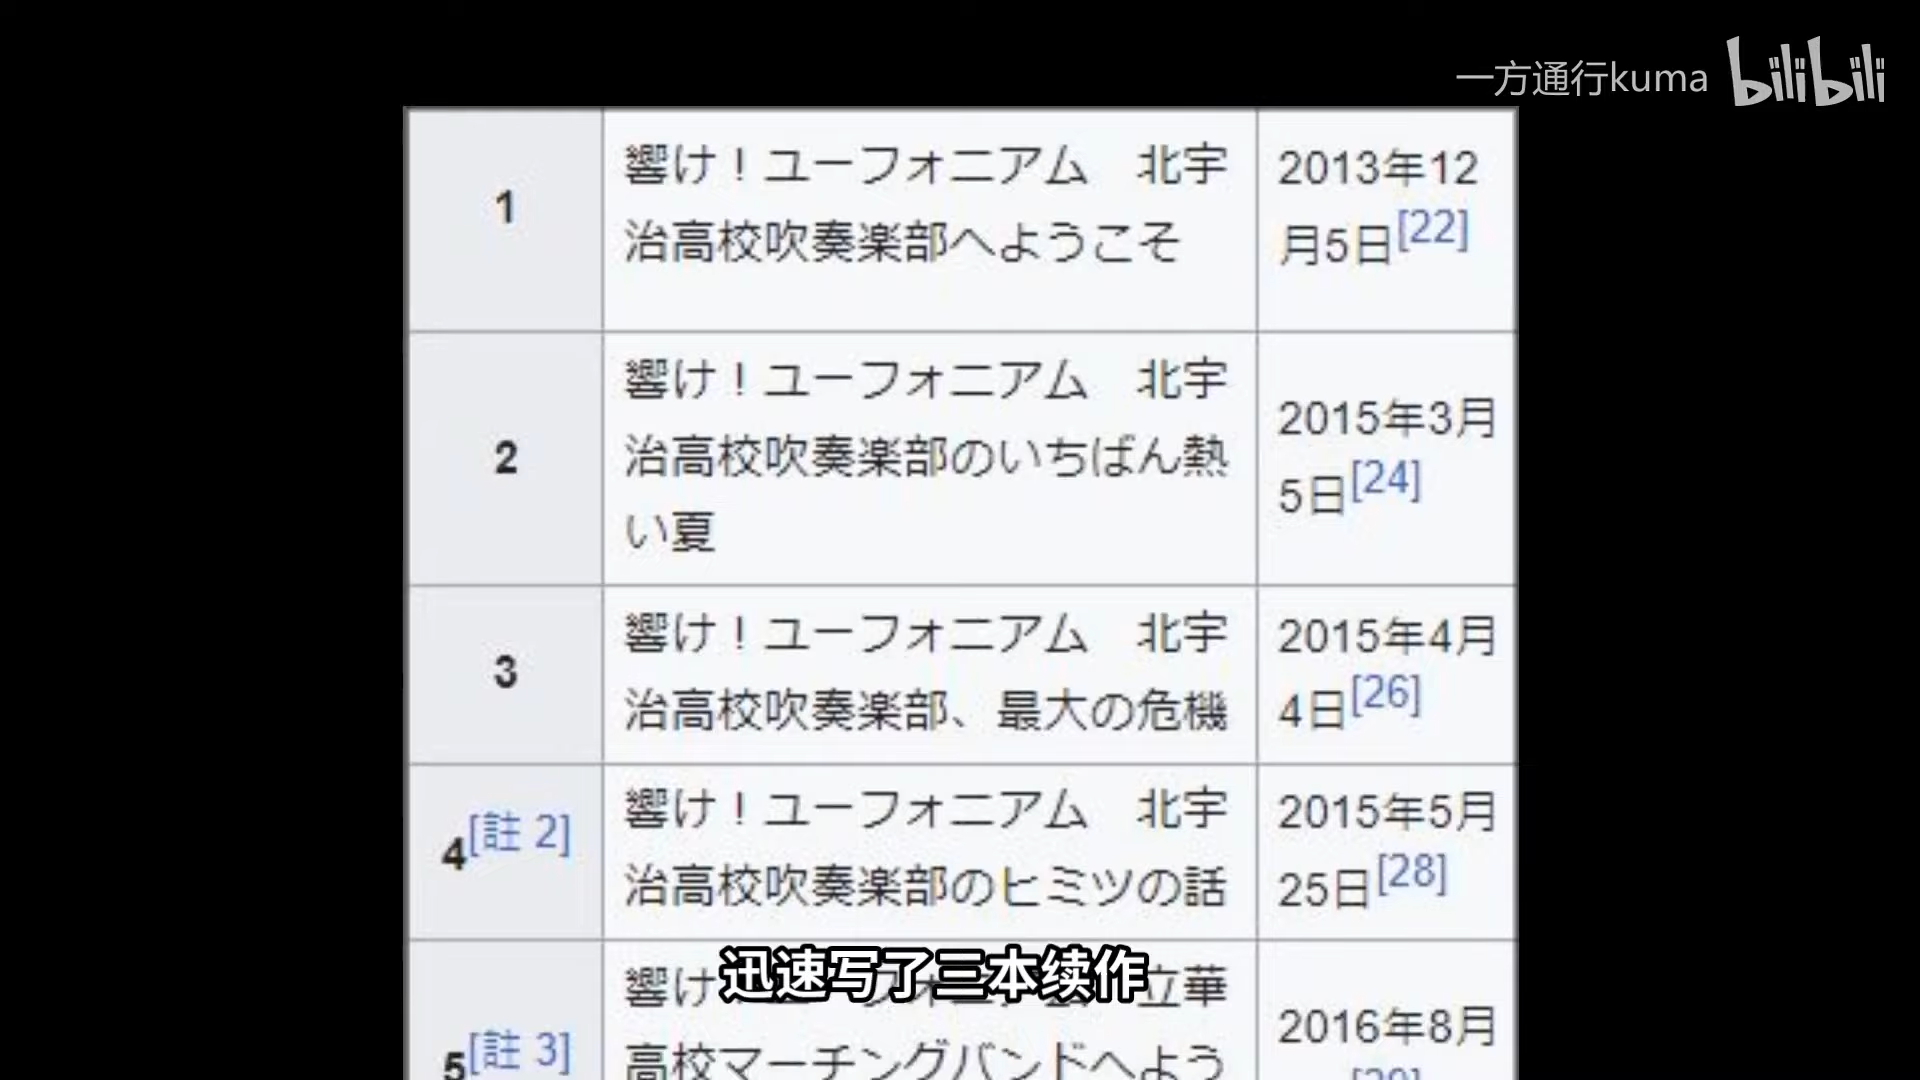 一方通行kuma bilibili
1
響け！ユーフォニアム 北宇
治高校吹奏楽部へようこそ
2013年12
月5日[22]
2
響け！ユーフォニアム 北宇
治高校吹奏楽部のいちばん熱
い夏
2015年3月
5日[24]
3
響け！ユーフォニアム 北宇
治高校吹奏楽部、最大の危機
2015年4月
4日[26]
4[註 2]
響け！ユーフォニアム 北宇
治高校吹奏楽部のヒミツの話
2015年5月
25日[28]
5[註 3]
響け 立華
高校マーチングバンドへよう
2016年8月
迅速写了三本续作